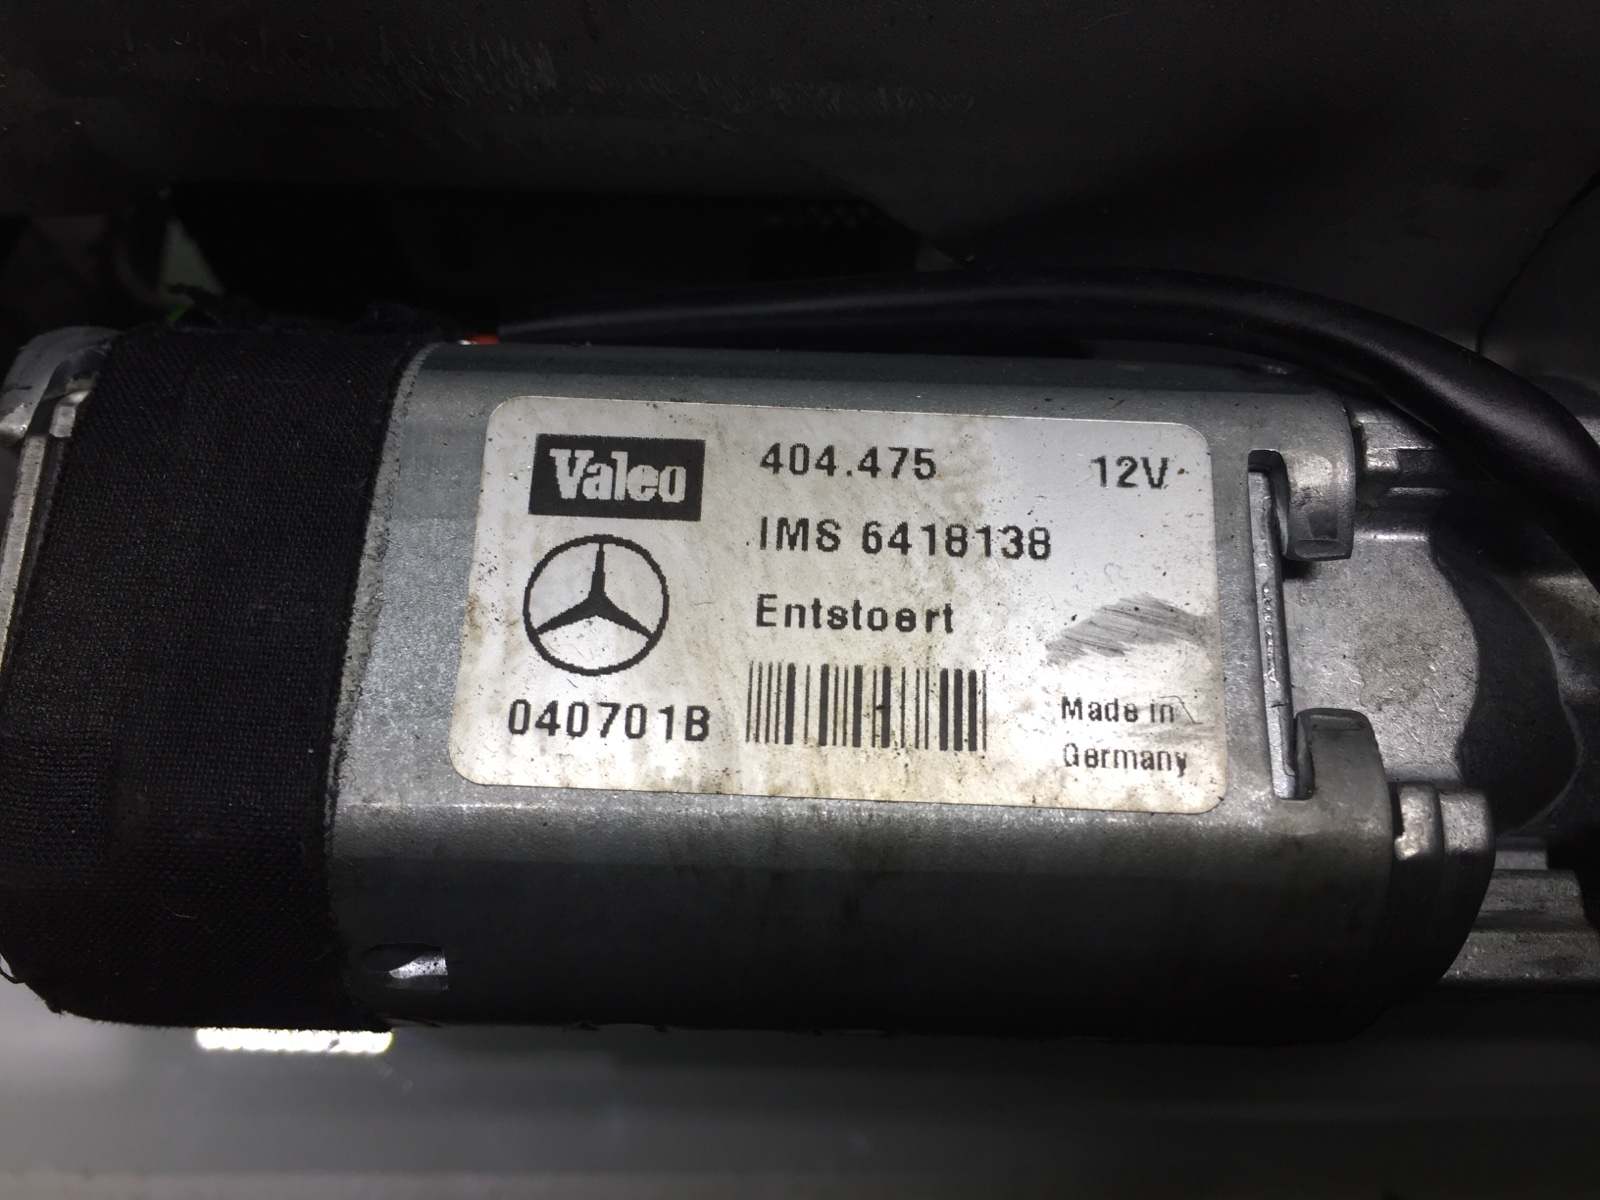 Valeo
404.475
12V
IMS 6418138
Entstoert
040701B
Made in
Germany